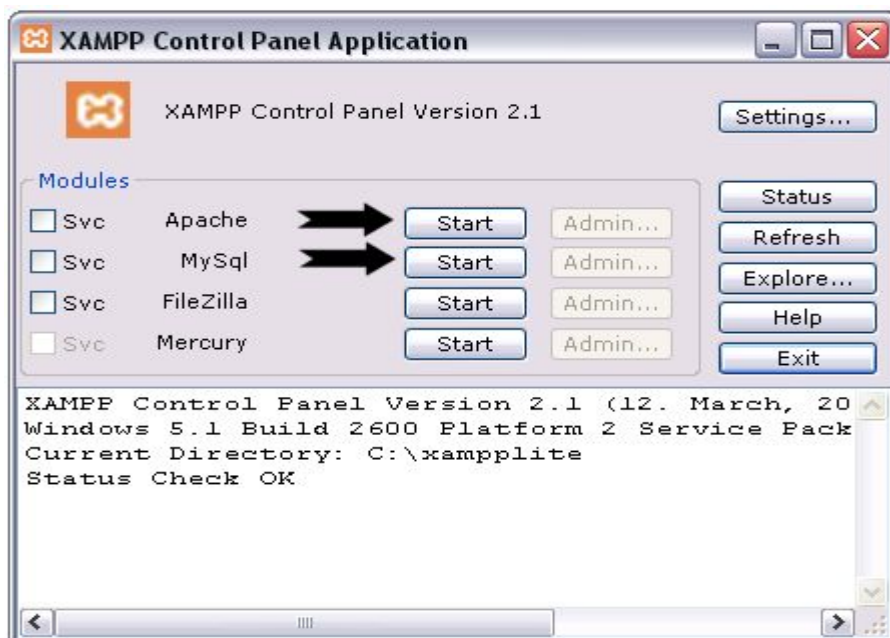 XAMPP Control Panel Application
XAMPP Control Panel Version 2.1
Settings...
Modules
Svc Apache Start Admin...
Svc MySql Start Admin...
Svc FileZilla Start Admin...
Svc Mercury Start Admin...
Status
Refresh
Explore...
Help
Exit
XAMPP Control Panel Version 2.1 (12. March, 20
Windows 5.1 Build 2600 Platform 2 Service Pack
Current Directory: C:\xampplite
Status Check OK